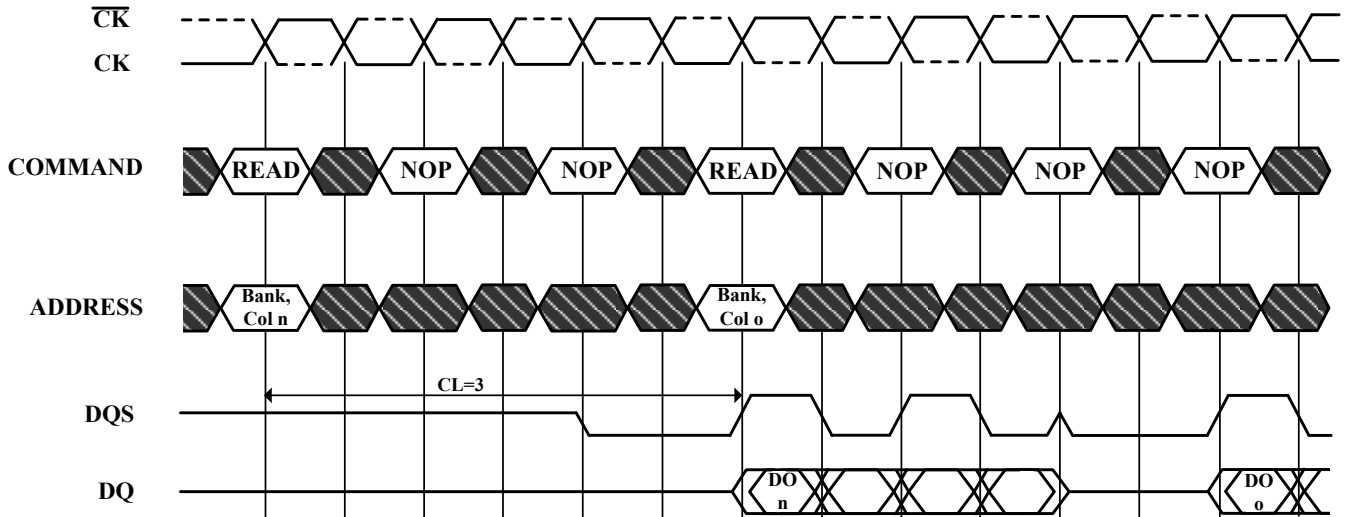 CK
CK
COMMAND READ NOP NOP READ NOP NOP NOP
ADDRESS Bank, Col n Bank, Col o
CL=3
DQS
DQ DO n DO o